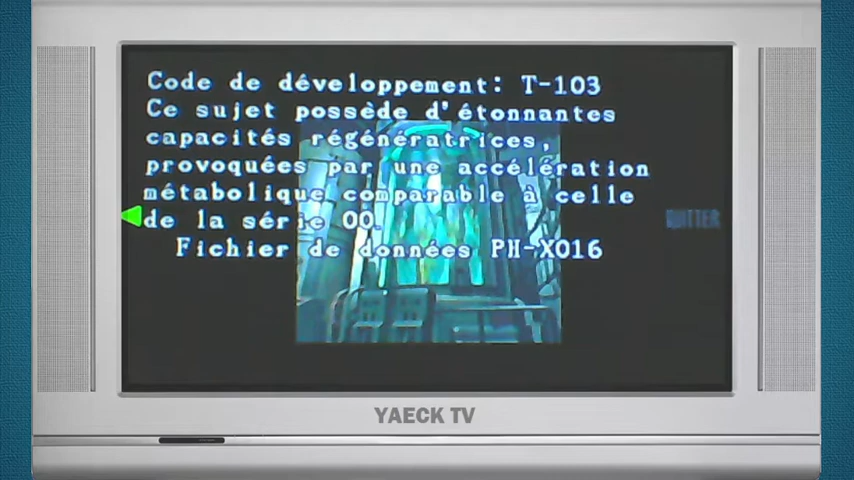 Code de développement: T-103
Ce sujet possède d'étonnantes
capacités régénératrices,
provoquées par une accélération
métabolique comparable à celle
de la série 00.
QUITTER
Fichier de données PH-X016
YAECK TV